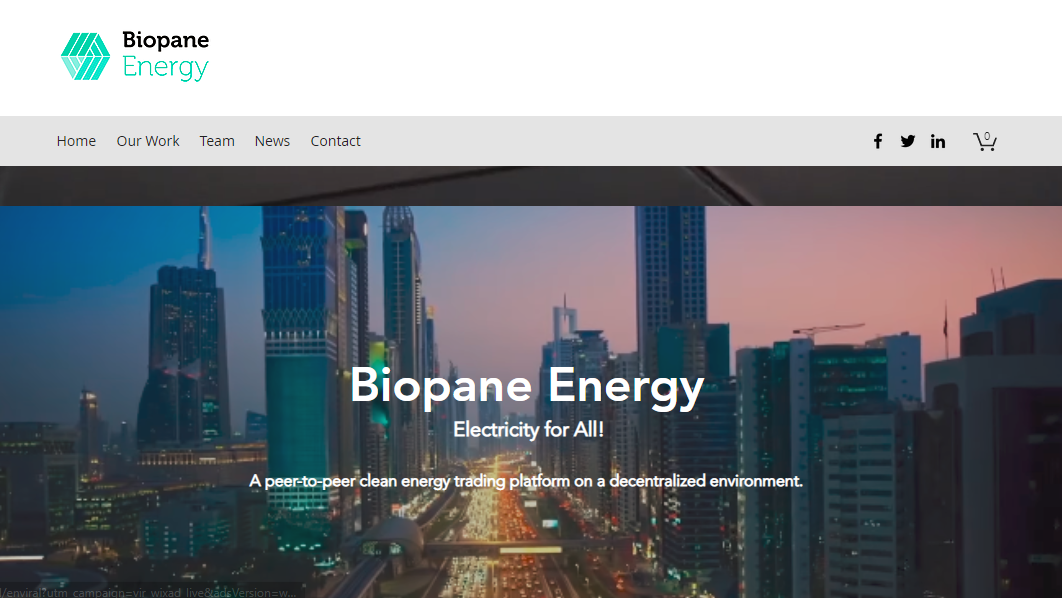 Biopane
Energy
Home Our Work Team News Contact
0
Biopane Energy
Electricity for All!
A peer-to-peer clean energy trading platform on a decentralized environment.
/enviral?utm_campaign=vir_wixad_live&adsVersion=w...